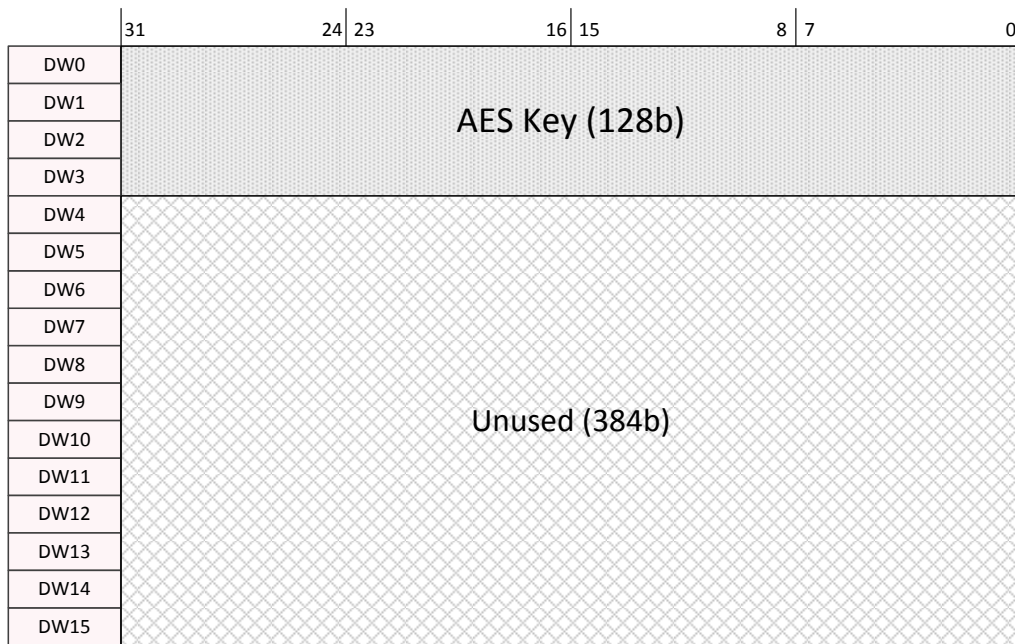 31 24 23 16 15 8 7 0
DW0
DW1
AES Key (128b)
DW2
DW3
DW4
DW5
DW6
DW7
DW8
DW9
Unused (384b)
DW10
DW11
DW12
DW13
DW14
DW15